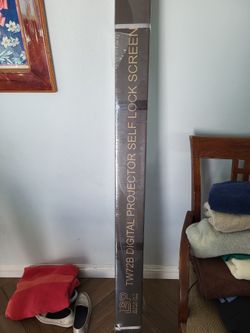 TW72B DIGITAL PROJECTOR SELF LOCK SCREEN